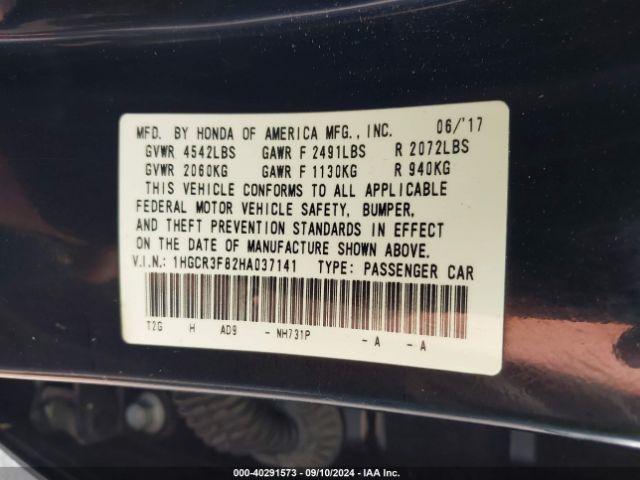 MFD. BY HONDA OF AMERICA MFG., INC. 06/'17
GVWR 4542LBS GAWR F 2491LBS R 2072LBS
GVWR 2060KG GAWR F 1130KG R 940KG
THIS VEHICLE CONFORMS TO ALL APPLICABLE
FEDERAL MOTOR VEHICLE SAFETY, BUMPER,
AND THEFT PREVENTION STANDARDS IN EFFECT
ON THE DATE OF MANUFACTURE SHOWN ABOVE.
V.I.N.: 1HGCR3F82HA037141 TYPE: PASSENGER CAR
T2G H AD9 - NH731P - A - A
000-40291573 - 09/10/2024 - IAA Inc.